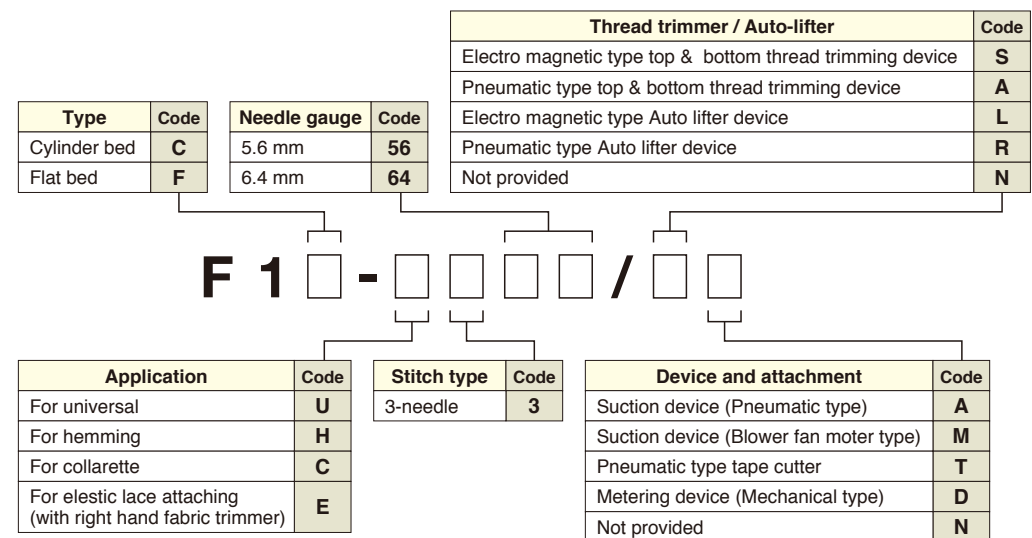 Thread trimmer / Auto-lifter Code
Electro magnetic type top & bottom thread trimming device S
Pneumatic type top & bottom thread trimming device A
Electro magnetic type Auto lifter device L
Pneumatic type Auto lifter device R
Not provided N
Type Code
Cylinder bed C
Flat bed F
Needle gauge Code
5.6 mm 56
6.4 mm 64
F 1 □ - □ □ □ □ / □ □
Application Code
For universal U
For hemming H
For collarette C
For elestic lace attaching
(with right hand fabric trimmer) E
Stitch type Code
3-needle 3
Device and attachment Code
Suction device (Pneumatic type) A
Suction device (Blower fan moter type) M
Pneumatic type tape cutter T
Metering device (Mechanical type) D
Not provided N